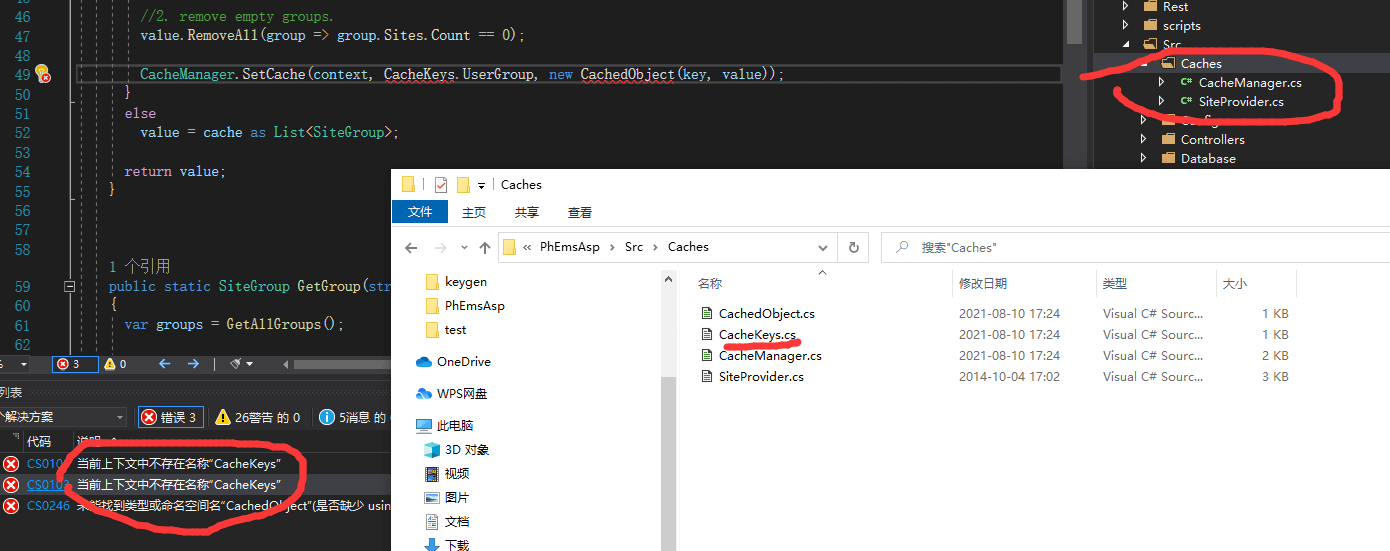 46 //2. remove empty groups.
47 value.RemoveAll(group => group.Sites.Count == 0);
48
49 CacheManager.SetCache(context, CacheKeys.UserGroup, new CachedObject(key, value));
50 }
51 else
52 value = cache as List<SiteGroup>;
53
54 return value;
55 }
56
57
58
1 个引用
59 public static SiteGroup GetGroup(str
60 {
61 var groups = GetAllGroups();
62
Rest
scripts
Src
Caches
C# CacheManager.cs
C# SiteProvider.cs
Controllers
Database
Caches
文件 主页 共享 查看
« PhEmsAsp › Src › Caches
搜索"Caches"
keygen
PhEmsAsp
test
OneDrive
WPS网盘
此电脑
3D 对象
视频
图片
文档
下载
名称 修改日期 类型 大小
CachedObject.cs 2021-08-10 17:24 Visual C# Sourc... 1 KB
CacheKeys.cs 2021-08-10 17:24 Visual C# Sourc... 1 KB
CacheManager.cs 2021-08-10 17:24 Visual C# Sourc... 2 KB
SiteProvider.cs 2014-10-04 17:02 Visual C# Sourc... 3 KB
% 3 0
列表
个解决方案 错误 3 26警告 的 0 5消息 的
代码 说明
CS0103 当前上下文中不存在名称“CacheKeys”
CS0103 当前上下文中不存在名称“CacheKeys”
CS0246 未能找到类型或命名空间名“CachedObject”(是否缺少 usin